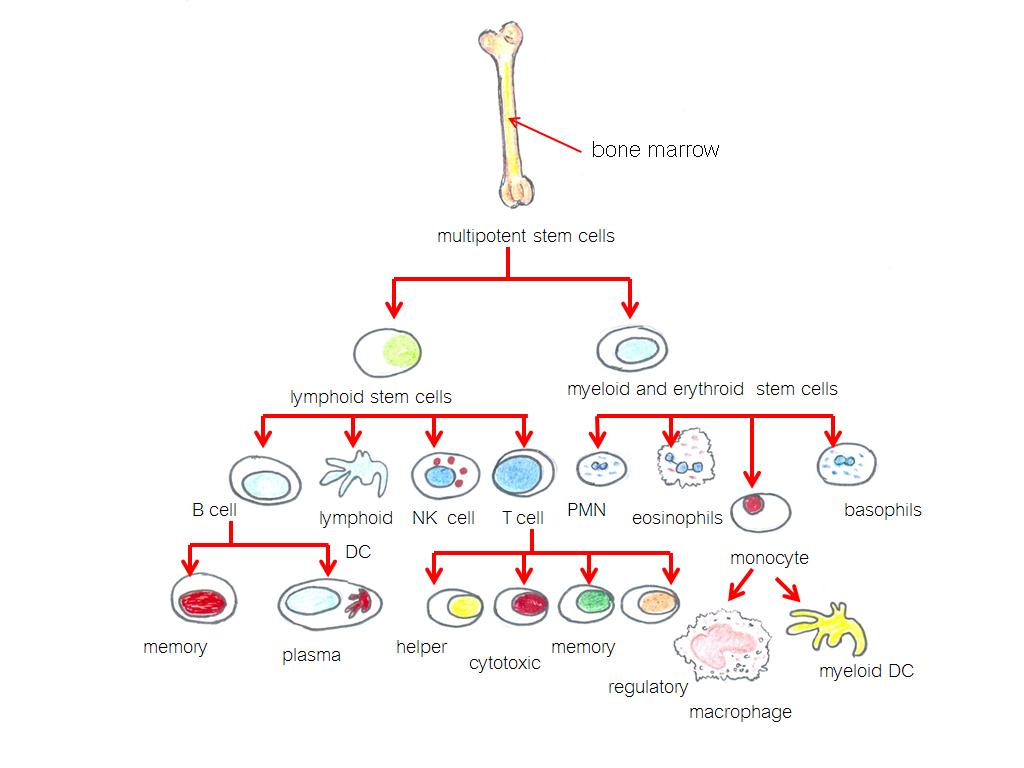 bone marrow
multipotent stem cells
lymphoid stem cells
myeloid and erythroid stem cells
B cell
lymphoid
DC
NK cell
T cell
PMN
eosinophils
monocyte
basophils
memory
plasma
helper
cytotoxic
memory
regulatory
macrophage
myeloid DC